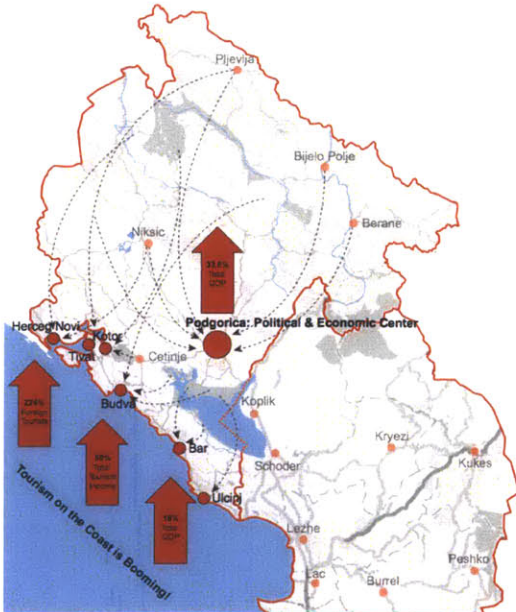 Pljevlja
Bijelo Polje
Berane
Niksic
Total
GDP
Podgorica: Political & Economic Center
Herceg Novi
Kotor
Tivat
Cetinje
Foreign
Tourists
Budva
Total
Tourism
Income
Koplik
Bar
Kryezi
Kukes
Schoder
Total
GDP
Ulcinj
Tourism on the Coast is Booming!
Lezhe
Lac
Burrel
Peshko